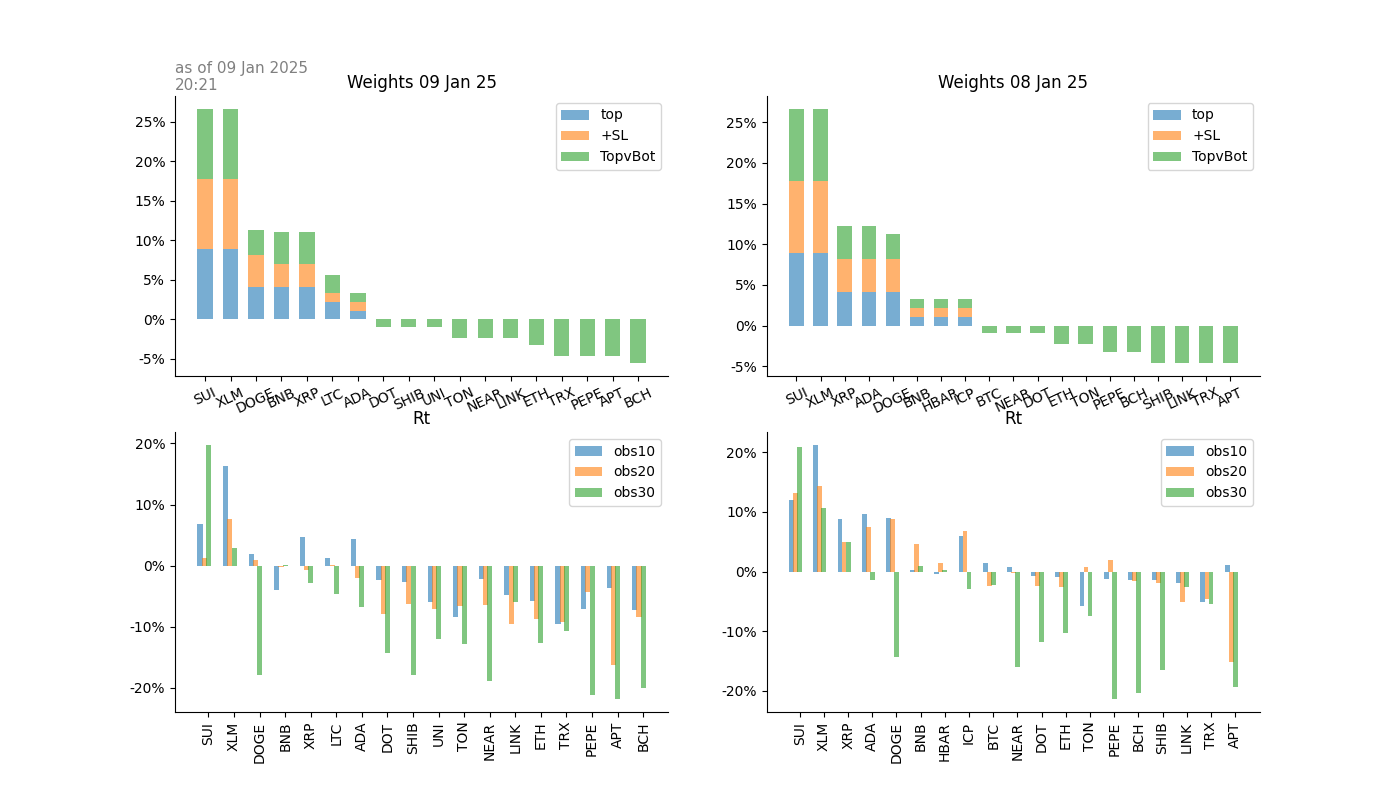 as of 09 Jan 2025
20:21
Weights 09 Jan 25
25%
20%
15%
10%
5%
0%
-5%
top
+SL
TopvBot
SUI XLM DOGE BNB XRP LTC ADA DOT SHIB UNI TON NEAR LINK ETH TRX PEPE APT BCH
Weights 08 Jan 25
25%
20%
15%
10%
5%
0%
-5%
top
+SL
TopvBot
SUI XLM XRP ADA DOGE BNB HBAR ICP BTC NEAR DOT ETH TON PEPE BCH SHIB LINK TRX APT
Rt
20%
10%
0%
-10%
-20%
obs10
obs20
obs30
SUI XLM DOGE BNB XRP LTC ADA DOT SHIB UNI TON NEAR LINK ETH TRX PEPE APT BCH
Rt
20%
10%
0%
-10%
-20%
obs10
obs20
obs30
SUI XLM XRP ADA DOGE BNB HBAR ICP BTC NEAR DOT ETH TON PEPE BCH SHIB LINK TRX APT